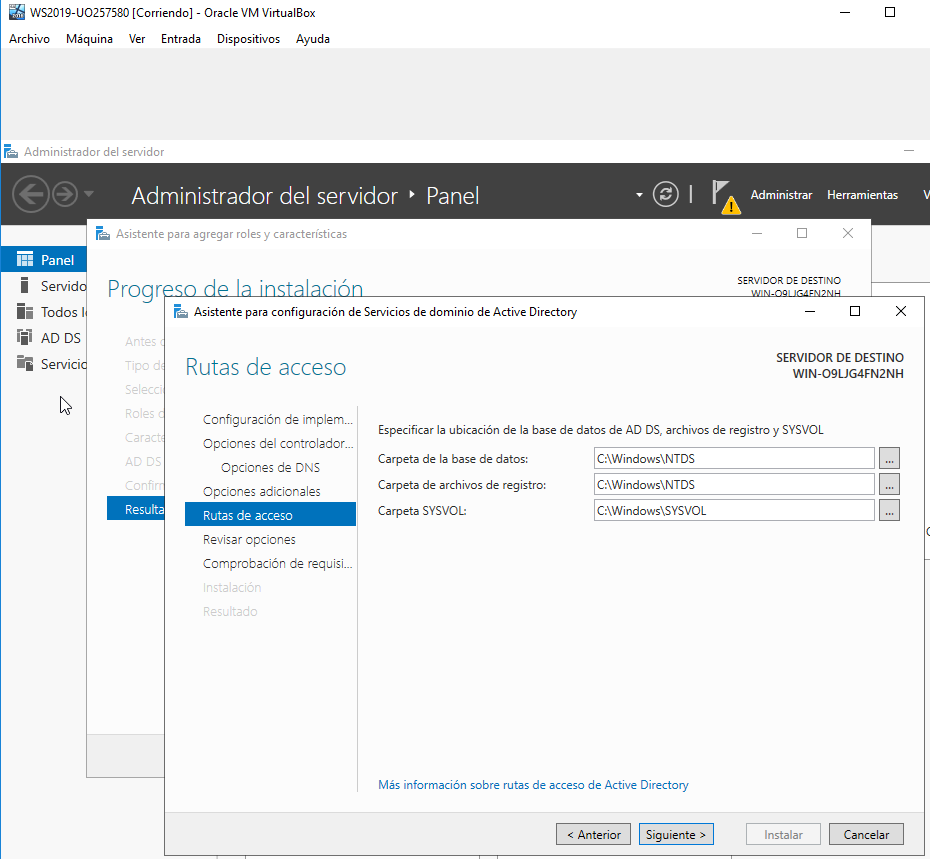 WS2019-UO257580 [Corriendo] - Oracle VM VirtualBox
Archivo Máquina Ver Entrada Dispositivos Ayuda
Administrador del servidor
Administrador del servidor Panel
Administrar Herramientas V
Asistente para agregar roles y características
Panel
Servido
Todos l
AD DS
Servicio
Progreso de la instalación
SERVIDOR DE DESTINO
WIN-O9LJG4FN2NH
Antes
Tipo de
Selecci
Roles d
Caracte
AD DS
Confirm
Resulta
Asistente para configuración de Servicios de dominio de Active Directory
Rutas de acceso
SERVIDOR DE DESTINO
WIN-O9LJG4FN2NH
Configuración de implem...
Opciones del controlador...
Opciones de DNS
Opciones adicionales
Rutas de acceso
Revisar opciones
Comprobación de requisi...
Instalación
Resultado
Especificar la ubicación de la base de datos de AD DS, archivos de registro y SYSVOL
Carpeta de la base de datos: C:\Windows\NTDS ...
Carpeta de archivos de registro: C:\Windows\NTDS ...
Carpeta SYSVOL: C:\Windows\SYSVOL ...
Más información sobre rutas de acceso de Active Directory
< Anterior Siguiente > Instalar Cancelar